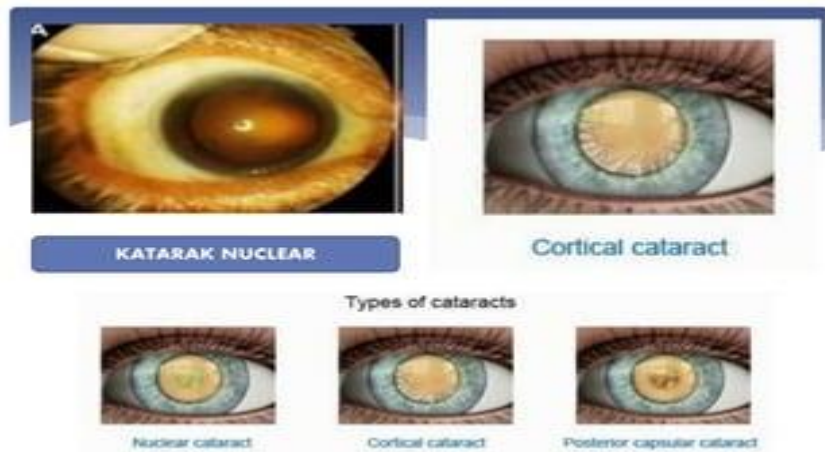 A
KATARAK NUCLEAR
Cortical cataract
Types of cataracts
Nuclear cataract
Cortical cataract
Posterior capsular cataract